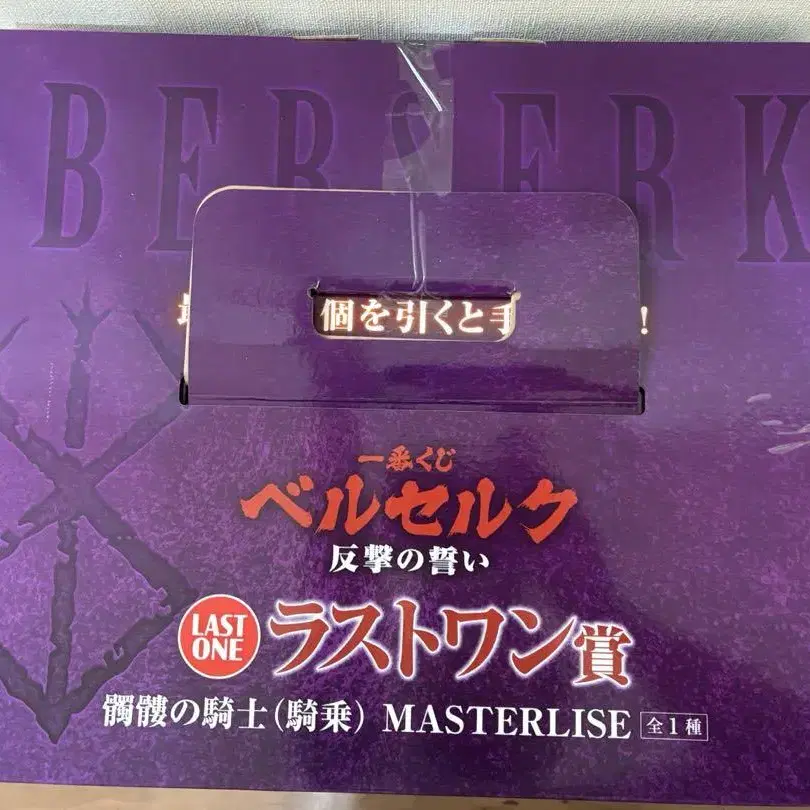 BERSERK
個を引くと手
!
一番くじ
ベルセルク
反撃の誓い
LAST
ONE
ラストワン賞
髑髏の騎士(騎乗) MASTERLISE 全1種